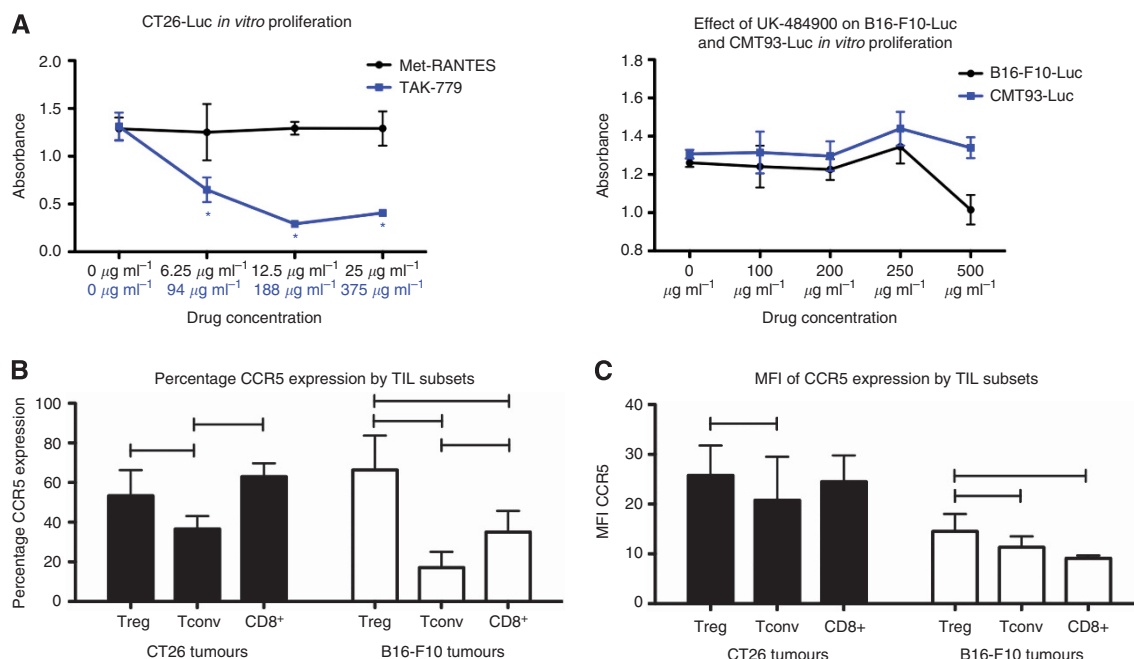 A
CT26-Luc in vitro proliferation
Met-RANTES
TAK-779
Absorbance
2.0
1.5
1.0
0.5
0.0
*
*
*
0 μg ml⁻¹ 6.25 μg ml⁻¹ 12.5 μg ml⁻¹ 25 μg ml⁻¹
0 μg ml⁻¹ 94 μg ml⁻¹ 188 μg ml⁻¹ 375 μg ml⁻¹
Drug concentration
Effect of UK-484900 on B16-F10-Luc
and CMT93-Luc in vitro proliferation
B16-F10-Luc
CMT93-Luc
Absorbance
1.8
1.6
1.4
1.2
1.0
0.8
0 100 200 250 500
μg ml⁻¹ μg ml⁻¹ μg ml⁻¹ μg ml⁻¹ μg ml⁻¹
Drug concentration
B
Percentage CCR5 expression by TIL subsets
Percentage CCR5 expression
100
80
60
40
20
0
Treg Tconv CD8⁺ Treg Tconv CD8⁺
CT26 tumours B16-F10 tumours
C
MFI of CCR5 expression by TIL subsets
MFI CCR5
40
30
20
10
0
Treg Tconv CD8+ Treg Tconv CD8+
CT26 tumours B16-F10 tumours